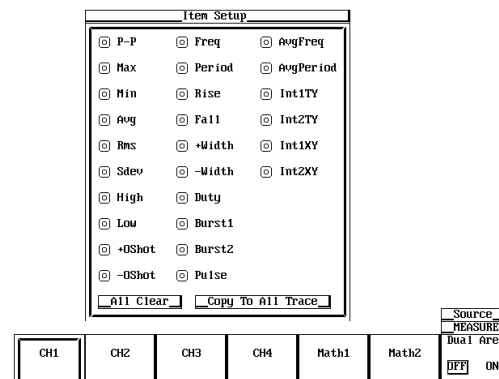 Item Setup
P-P Freq AvgFreq
Max Period AvgPeriod
Min Rise Int1TY
Avg Fall Int2TY
Rms +Width Int1XY
Sdev -Width Int2XY
High Duty
Low Burst1
+OShot Burst2
-OShot Pulse
All Clear Copy To All Trace
Source
MEASURE
CH1 CH2 CH3 CH4 Math1 Math2 Dual Are
OFF ON